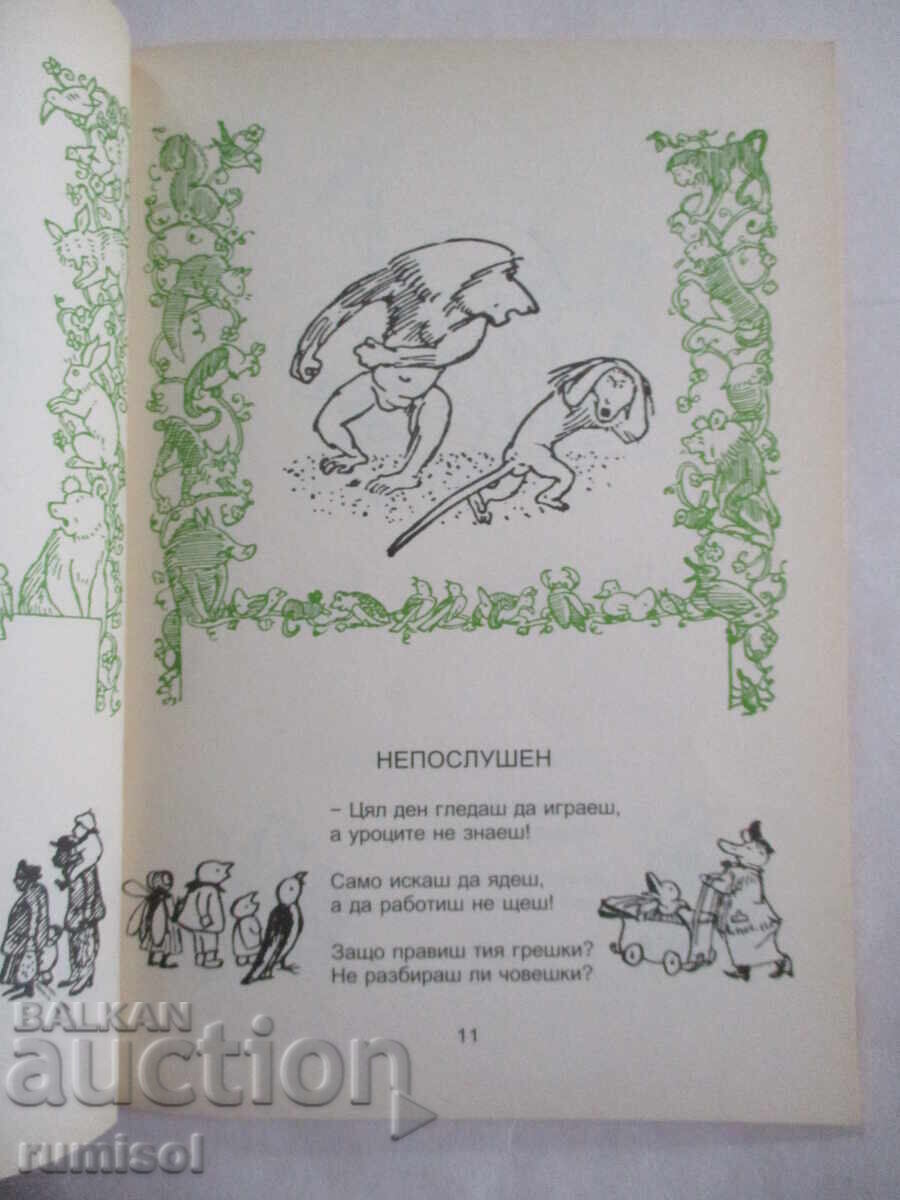 НЕПОСЛУШЕН
– Цял ден гледаш да играеш,
а уроците не знаеш!
Само искаш да ядеш,
а да работиш не щеш!
Защо правиш тия грешки?
Не разбираш ли човешки?
11
BALKAN
auction
rumisol